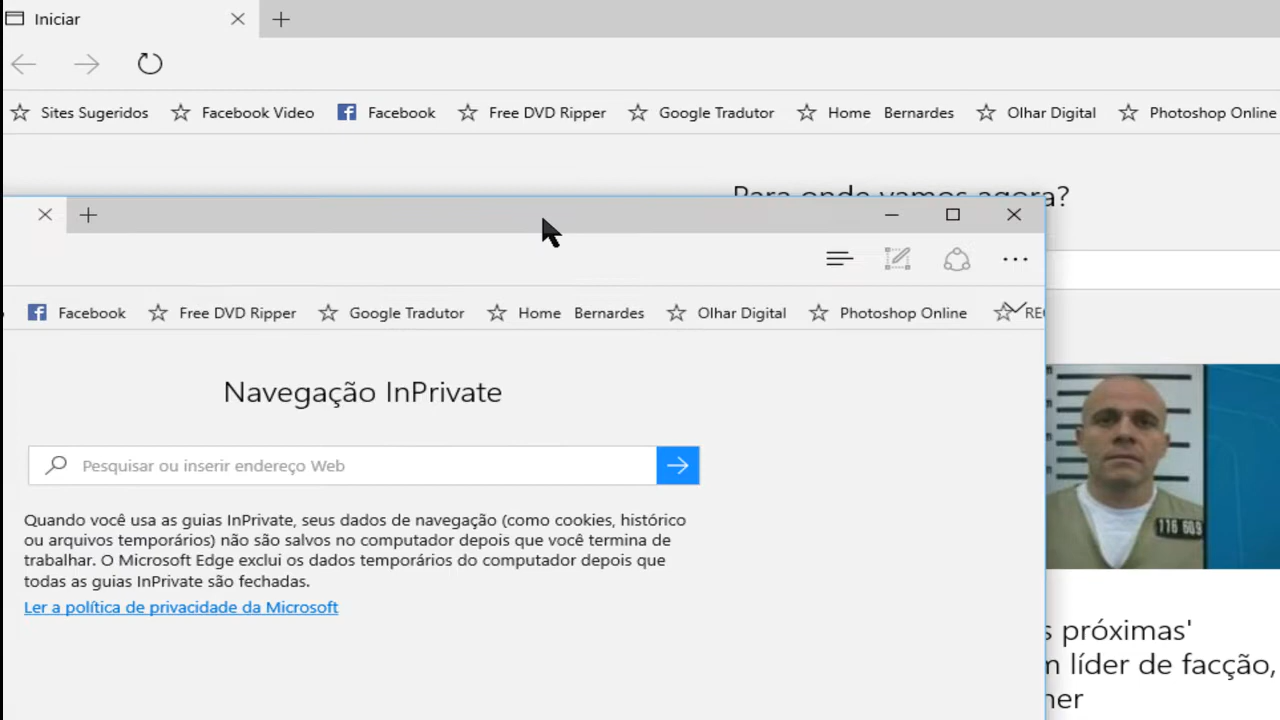 Iniciar
Sites Sugeridos Facebook Video Facebook Free DVD Ripper Google Tradutor Home Bernardes Olhar Digital Photoshop Online
Para onde vamos agora?
Facebook Free DVD Ripper Google Tradutor Home Bernardes Olhar Digital Photoshop Online
Navegação InPrivate
Pesquisar ou inserir endereço Web
Quando você usa as guias InPrivate, seus dados de navegação (como cookies, histórico
ou arquivos temporários) não são salvos no computador depois que você termina de
trabalhar. O Microsoft Edge exclui os dados temporários do computador depois que
todas as guias InPrivate são fechadas.
Ler a política de privacidade da Microsoft
116 609
próximas'
líder de facção,